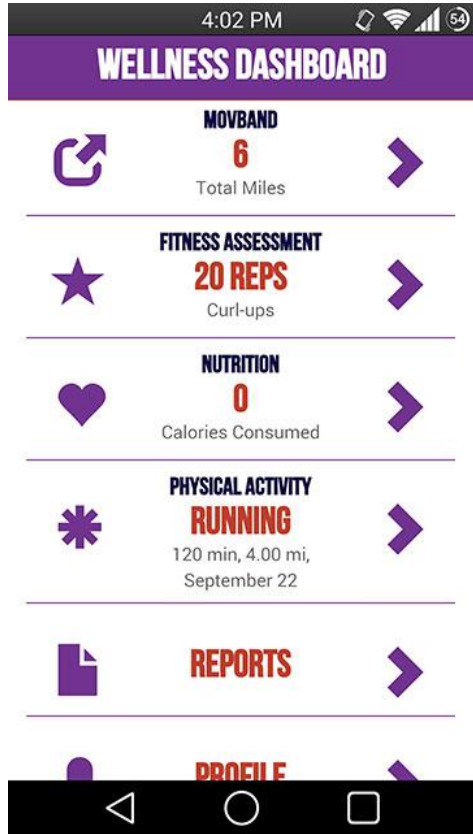 4:02 PM
54
WELLNESS DASHBOARD
MOVBAND
6
Total Miles
FITNESS ASSESSMENT
20 REPS
Curl-ups
NUTRITION
0
Calories Consumed
PHYSICAL ACTIVITY
RUNNING
120 min, 4.00 mi,
September 22
REPORTS
PROFILE